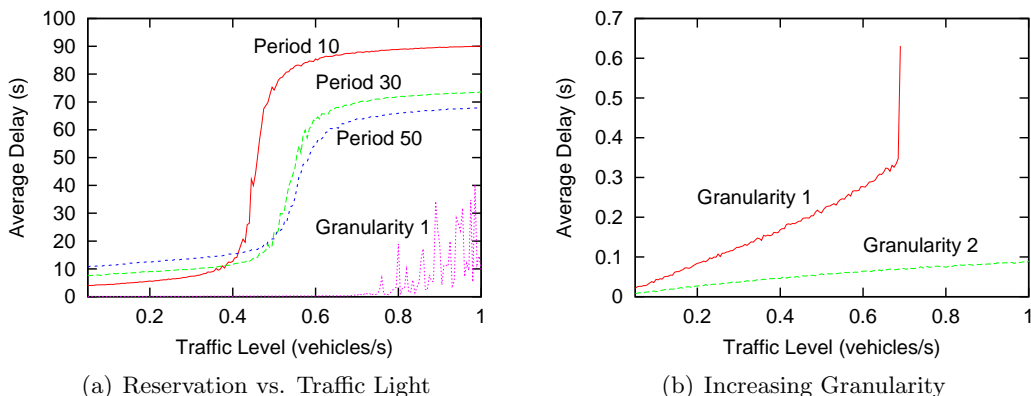 100
90
80
70
60
50
40
30
20
10
0
Average Delay (s)
Period 10
Period 30
Period 50
Granularity 1
0.2
0.4
0.6
0.8
1
Traffic Level (vehicles/s)
(a) Reservation vs. Traffic Light
0.7
0.6
0.5
0.4
0.3
0.2
0.1
0
Average Delay (s)
Granularity 1
Granularity 2
0.2
0.4
0.6
0.8
1
Traffic Level (vehicles/s)
(b) Increasing Granularity